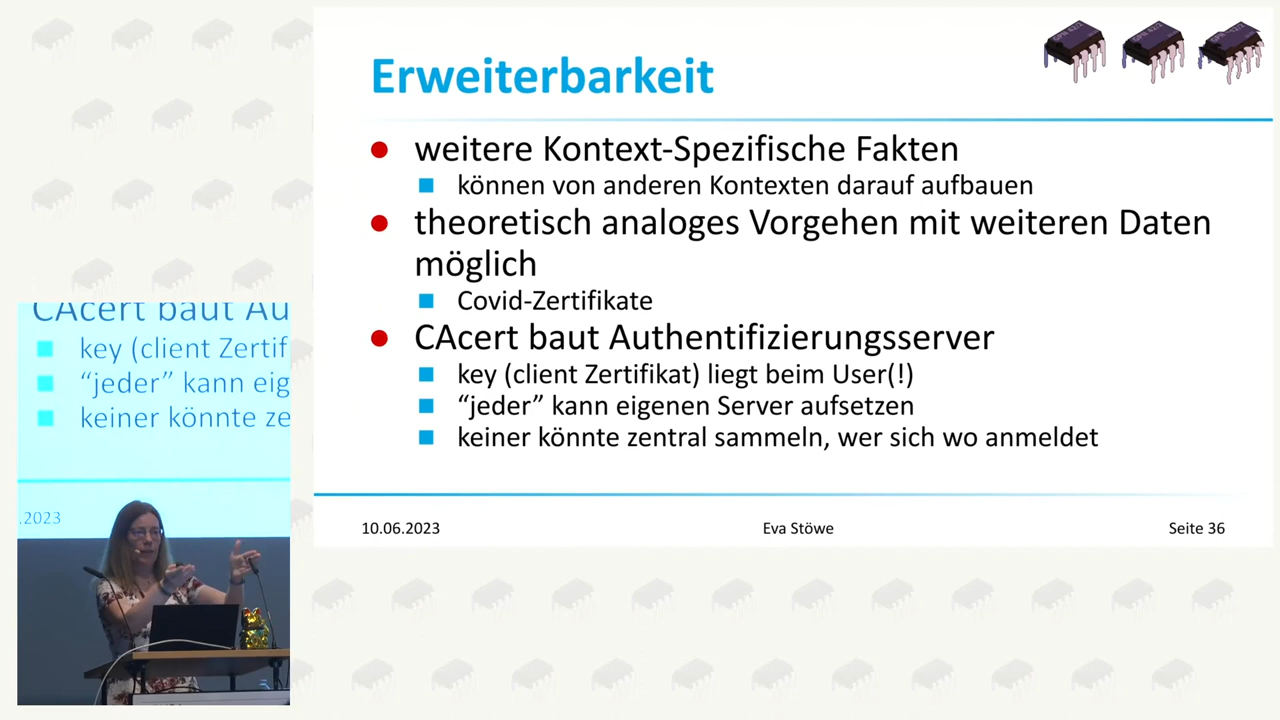 Erweiterbarkeit
weitere Kontext-Spezifische Fakten
können von anderen Kontexten darauf aufbauen
theoretisch analoges Vorgehen mit weiteren Daten
möglich
Covid-Zertifikate
CAcert baut Authentifizierungsserver
key (client Zertifikat) liegt beim User(!)
“jeder” kann eigenen Server aufsetzen
keiner könnte zentral sammeln, wer sich wo anmeldet
10.06.2023
Eva Stöwe
Seite 36
CAcert baut Au
key (client Zertif
“jeder” kann eig
keiner könnte ze
.2023